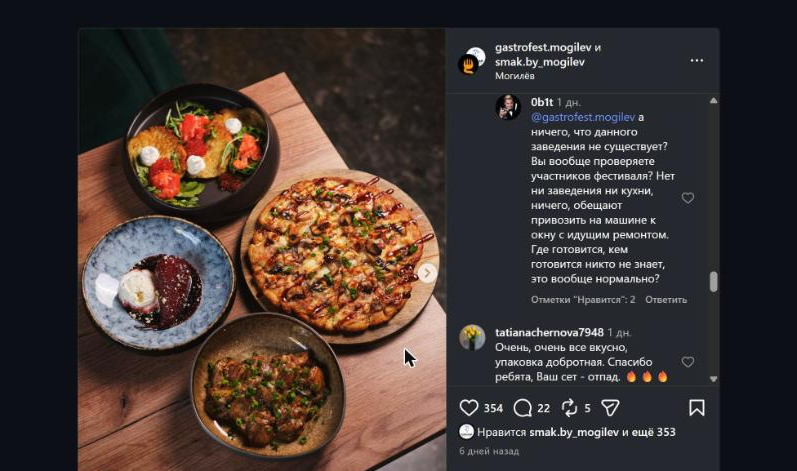 gastrofest.mogilev и
smak.by_mogilev
Могилёв
0b1t 1 дн.
@gastrofest.mogilev а
ничего, что данного
заведения не существует?
Вы вообще проверяете
участников фестиваля? Нет
ни заведения ни кухни,
ничего, обещают
привозить на машине к
окну с идущим ремонтом.
Где готовится, кем
готовится никто не знает,
это вообще нормально?
Отметки "Нравится": 2 Ответить
tatianachernova7948 1 дн.
Очень, очень все вкусно,
упаковка добротная. Спасибо
ребята, Ваш сет - отпад. 🔥 🔥 🔥
354 22 5
Нравится smak.by_mogilev и ещё 353
6 дней назад